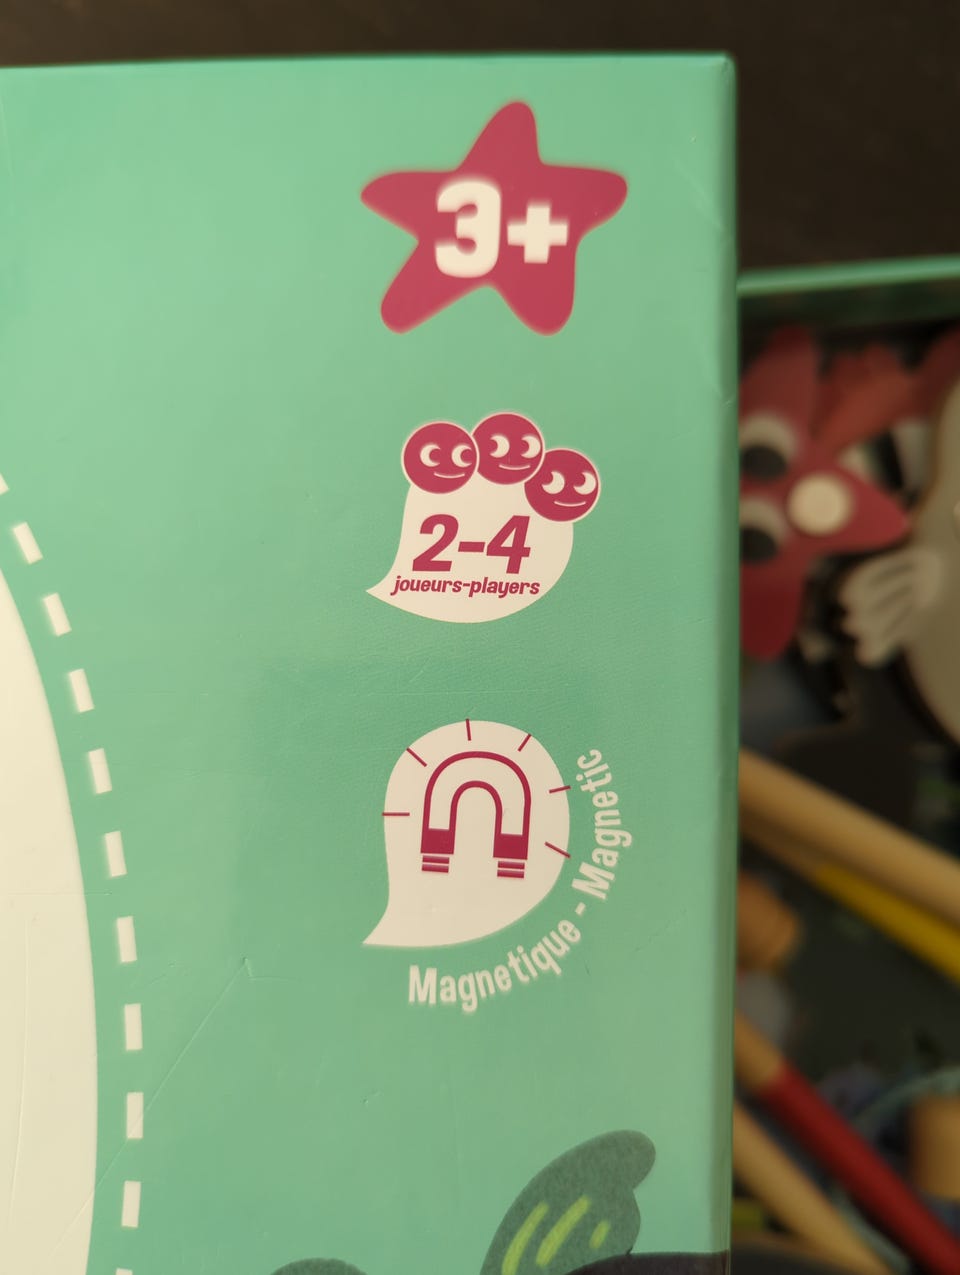 3+
2-4
joueurs-players
Magnetique - Magnetic